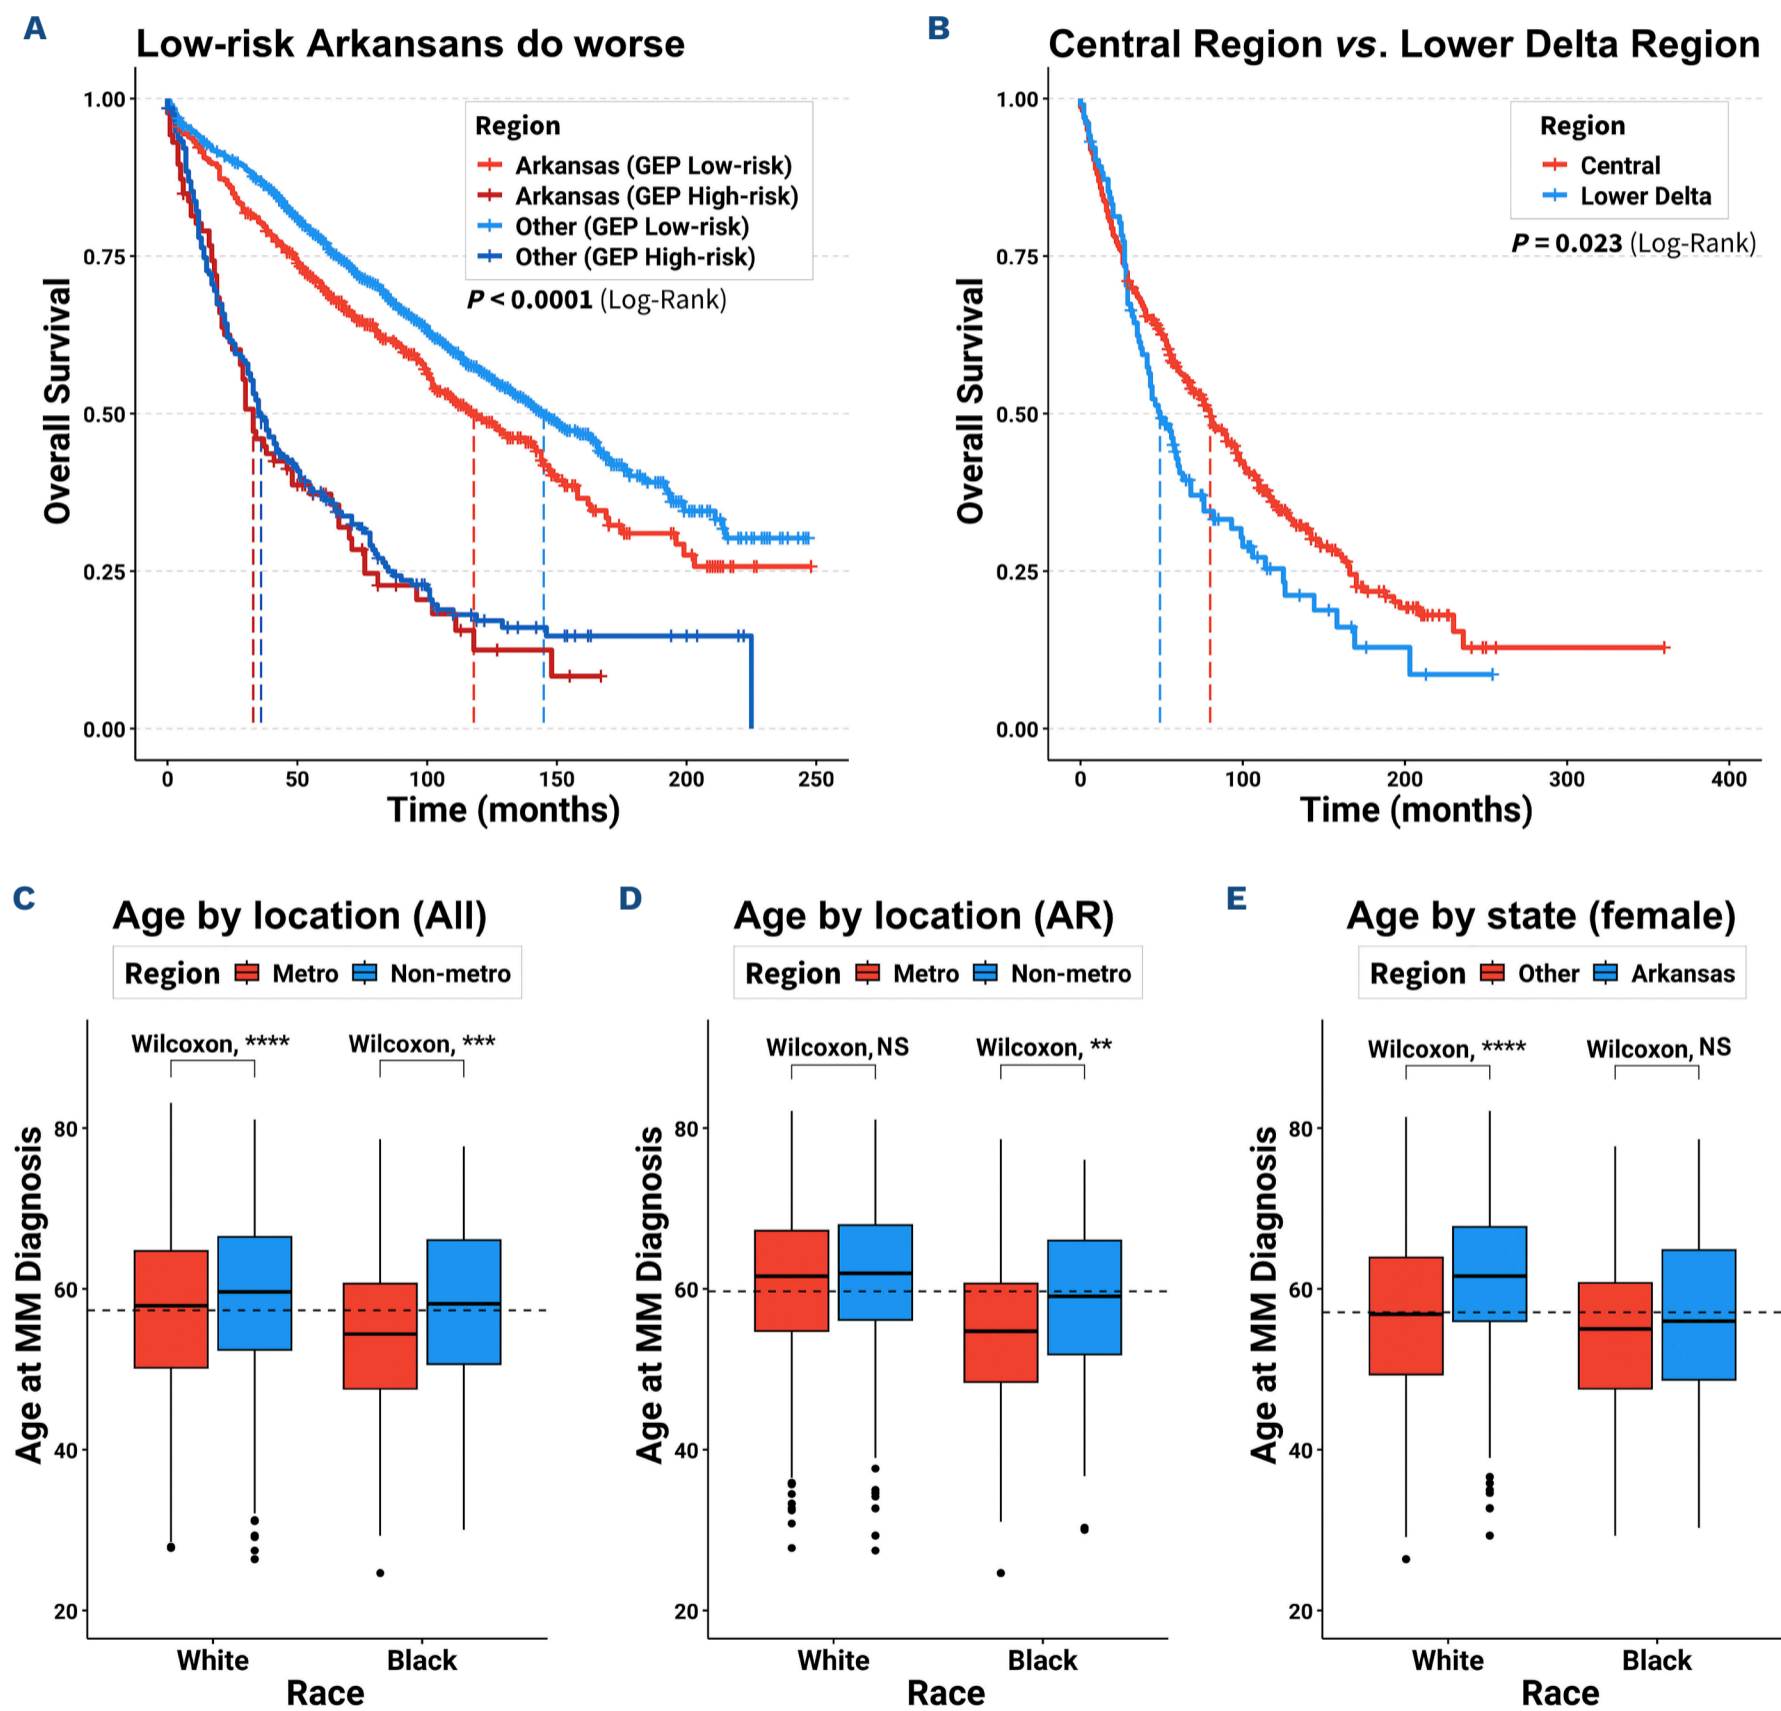 A
Low-risk Arkansans do worse
Overall Survival
1.00
0.75
0.50
0.25
0.00
Region
Arkansas (GEP Low-risk)
Arkansas (GEP High-risk)
Other (GEP Low-risk)
Other (GEP High-risk)
P < 0.0001 (Log-Rank)
0 50 100 150 200 250
Time (months)
B
Central Region vs. Lower Delta Region
Overall Survival
1.00
0.75
0.50
0.25
0.00
Region
Central
Lower Delta
P = 0.023 (Log-Rank)
0 100 200 300 400
Time (months)
C
Age by location (All)
Region Metro Non-metro
Wilcoxon, **** Wilcoxon, ***
Age at MM Diagnosis
80
60
40
20
White Black
Race
D
Age by location (AR)
Region Metro Non-metro
Wilcoxon, NS Wilcoxon, **
Age at MM Diagnosis
80
60
40
20
White Black
Race
E
Age by state (female)
Region Other Arkansas
Wilcoxon, **** Wilcoxon, NS
Age at MM Diagnosis
80
60
40
20
White Black
Race